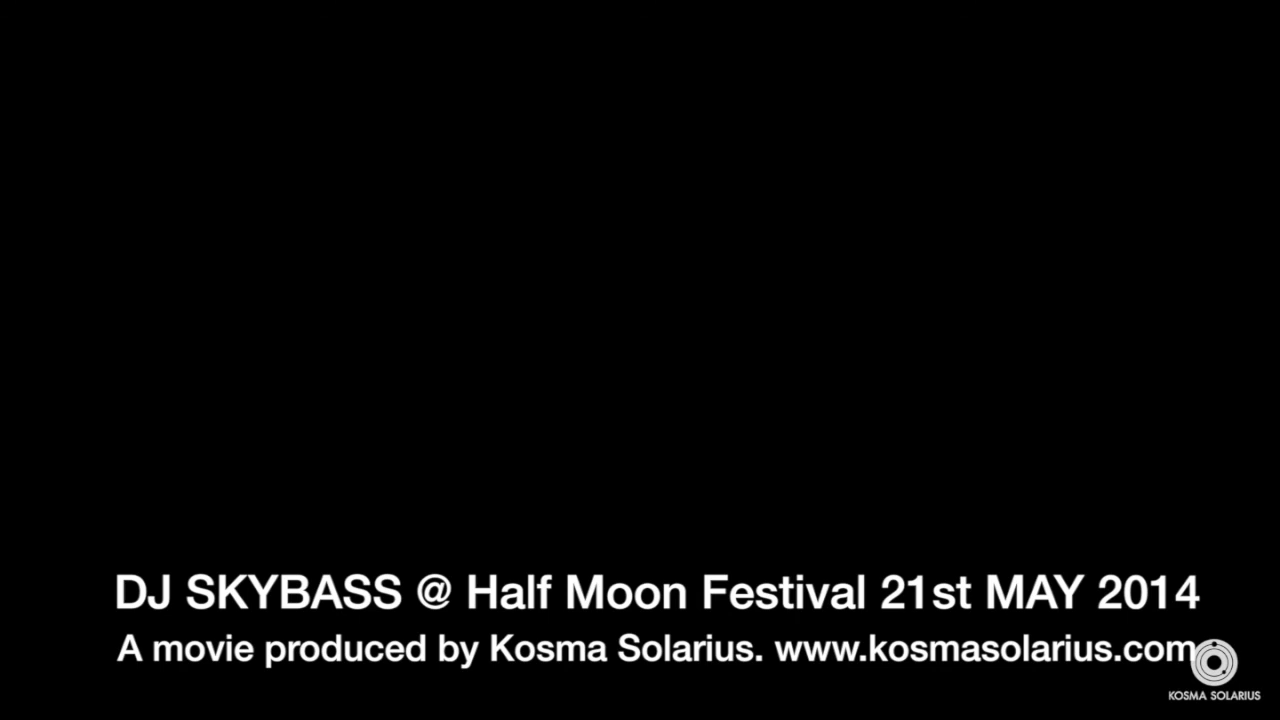 DJ SKYBASS @ Half Moon Festival 21st MAY 2014
A movie produced by Kosma Solarius. www.kosmasolarius.com
KOSMA SOLARIUS